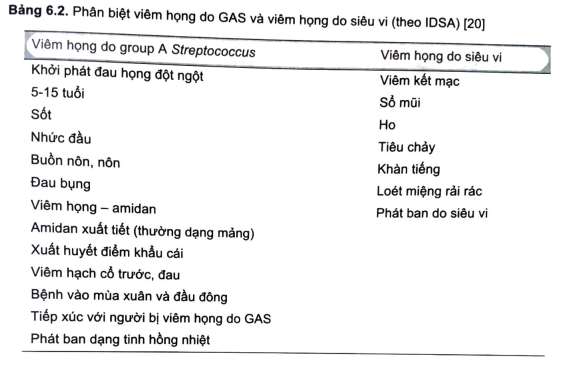 Bảng 6.2. Phân biệt viêm họng do GAS và viêm họng do siêu vi (theo IDSA) [20]
Viêm họng do group A Streptococcus
Khởi phát đau họng đột ngột
5-15 tuổi
Sốt
Nhức đầu
Buồn nôn, nôn
Đau bụng
Viêm họng – amidan
Amidan xuất tiết (thường dạng mảng)
Xuất huyết điểm khẩu cái
Viêm hạch cổ trước, đau
Bệnh vào mùa xuân và đầu đông
Tiếp xúc với người bị viêm họng do GAS
Phát ban dạng tinh hồng nhiệt
Viêm họng do siêu vi
Viêm kết mạc
Sổ mũi
Ho
Tiêu chảy
Khàn tiếng
Loét miệng rải rác
Phát ban do siêu vi